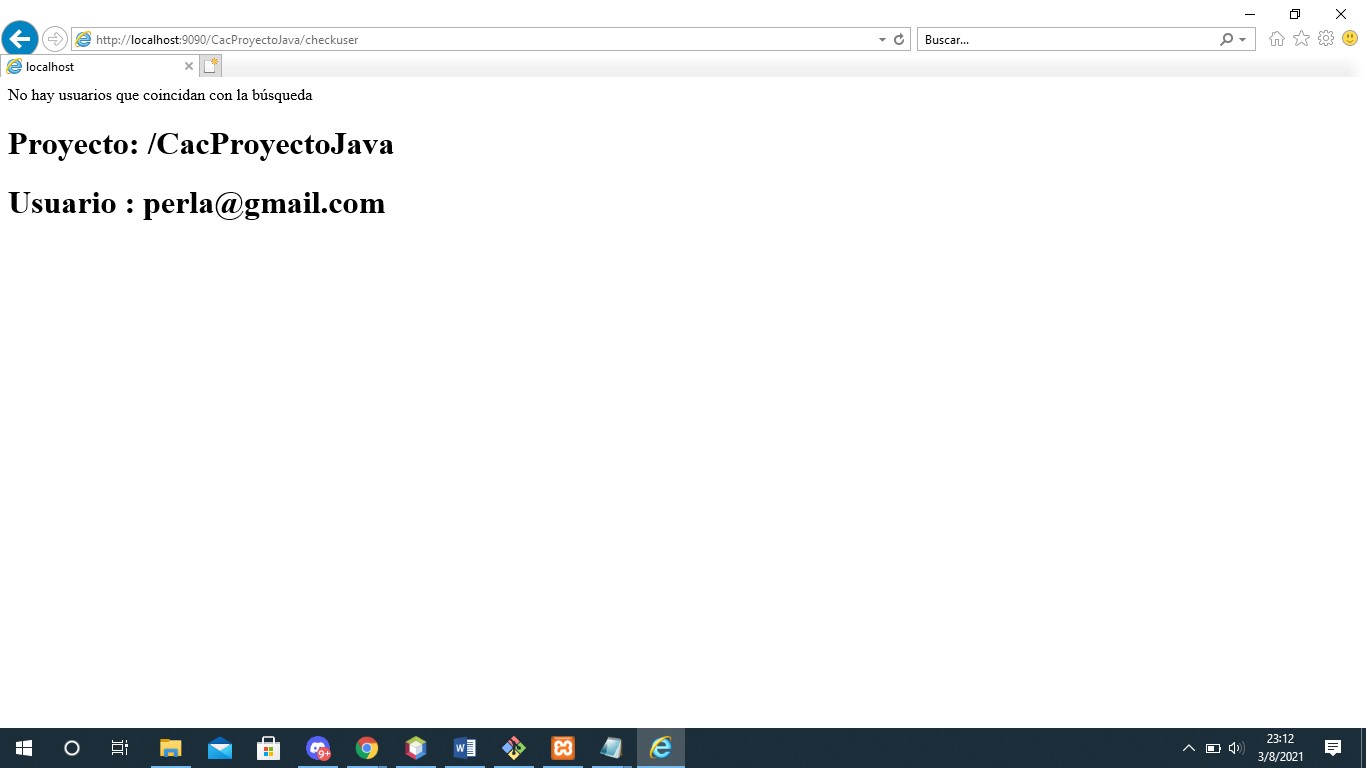 http://localhost:9090/CacProyectoJava/checkuser
Buscar...
localhost
No hay usuarios que coincidan con la búsqueda
Proyecto: /CacProyectoJava
Usuario : perla@gmail.com
9+
W
23:12
3/8/2021